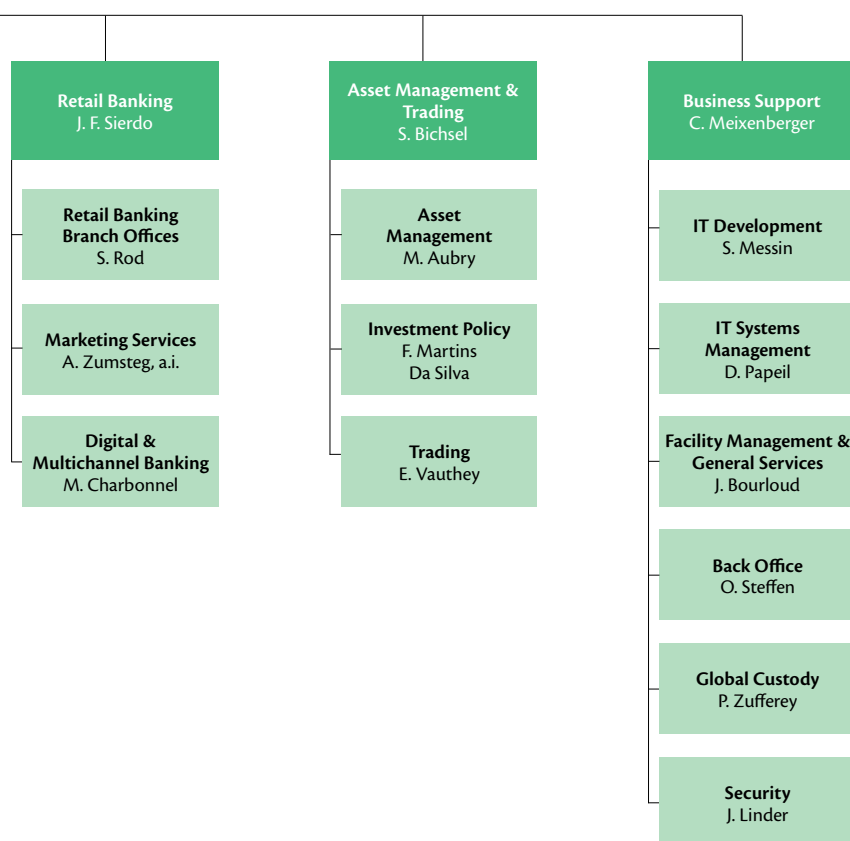 Retail Banking
J. F. Sierdo
Retail Banking
Branch Offices
S. Rod
Marketing Services
A. Zumsteg, a.i.
Digital &
Multichannel Banking
M. Charbonnel
Asset Management &
Trading
S. Bichsel
Asset
Management
M. Aubry
Investment Policy
F. Martins
Da Silva
Trading
E. Vauthey
Business Support
C. Meixenberger
IT Development
S. Messin
IT Systems
Management
D. Papeil
Facility Management &
General Services
J. Bourloud
Back Office
O. Steffen
Global Custody
P. Zufferey
Security
J. Linder